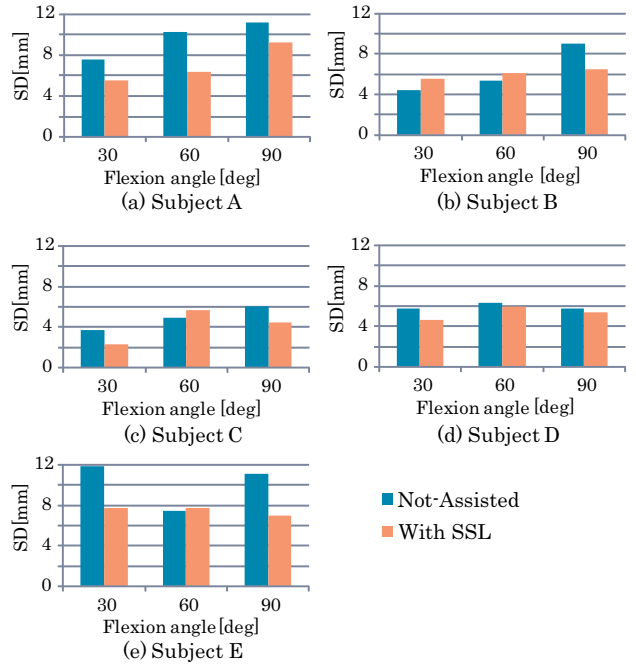 12
8
4
0
SD[mm]
30 60 90
Flexion angle [deg]
(a) Subject A
12
8
4
0
SD[mm]
30 60 90
Flexion angle [deg]
(b) Subject B
12
8
4
0
SD[mm]
30 60 90
Flexion angle [deg]
(c) Subject C
12
8
4
0
SD[mm]
30 60 90
Flexion angle [deg]
(d) Subject D
12
8
4
0
SD[mm]
30 60 90
Flexion angle [deg]
(e) Subject E
Not-Assisted
With SSL